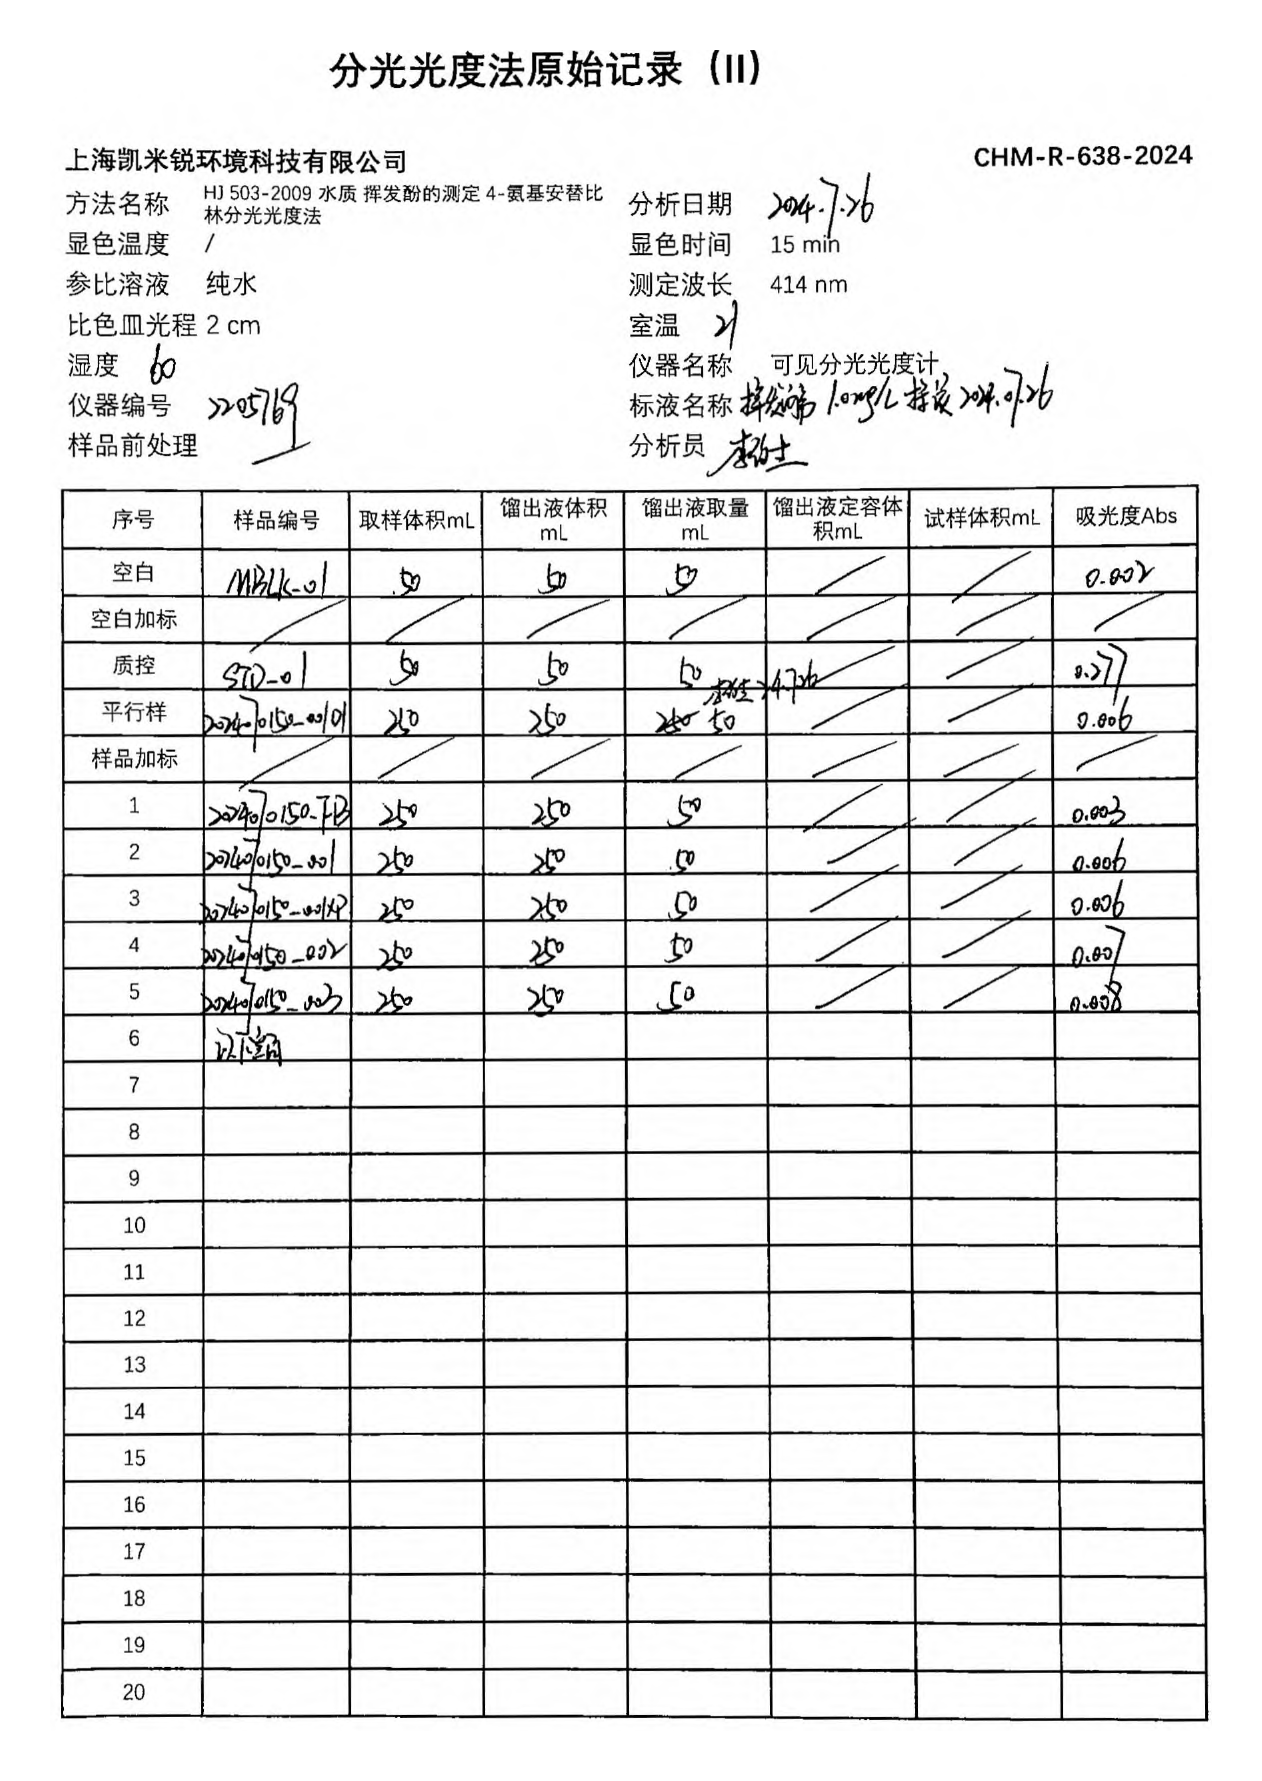 分光光度法原始记录（II）
上海凯米锐环境科技有限公司 CHM-R-638-2024
方法名称 HJ 503-2009 水质 挥发酚的测定 4-氨基安替比林分光光度法 分析日期 2024.7.26
显色温度 / 显色时间 15 min
参比溶液 纯水 测定波长 414 nm
比色皿光程 2 cm 室温 21
湿度 60 仪器名称 可见分光光度计
仪器编号 2205769 标液名称 挥发酚 1.0mg/L 2024.07.26
样品前处理 / 分析员
序号 样品编号 取样体积mL 馏出液体积mL 馏出液取量mL 馏出液定容体积mL 试样体积mL 吸光度Abs
空白 MBLK-01 50 50 50 / / 0.002
空白加标 / / / / / / /
质控 STD-01 50 50 50 / / 0.277
24.7.26
平行样 2024070150-001D1 250 250 250 50 / / 0.006
样品加标 / / / / / / /
1 2024070150-FB 250 250 50 / / 0.003
2 2024070150-001 250 250 50 / / 0.006
3 2024070150-001XP 250 250 50 / / 0.006
4 2024070150-002 250 250 50 / / 0.007
5 2024070150-003 250 250 50 / / 0.008
6 以下空白
7
8
9
10
11
12
13
14
15
16
17
18
19
20